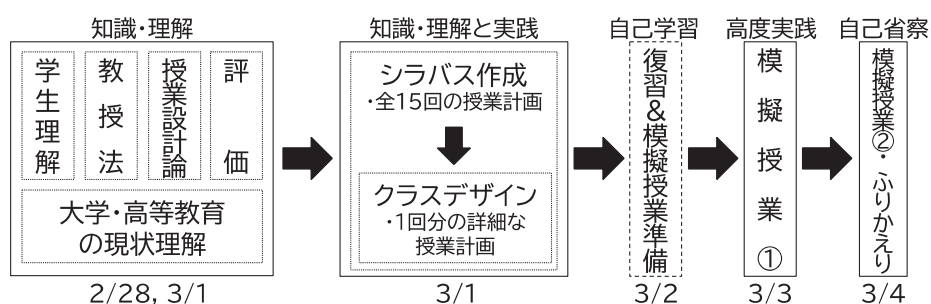 知識・理解
学生理解
教授法
授業設計論
評価
大学・高等教育
の現状理解
2/28, 3/1
知識・理解と実践
シラバス作成
・全15回の授業計画
クラスデザイン
・1回分の詳細な
授業計画
3/1
自己学習
復習&模擬授業準備
3/2
高度実践
模擬授業①
3/3
自己省察
模擬授業②・ふりかえり
3/4